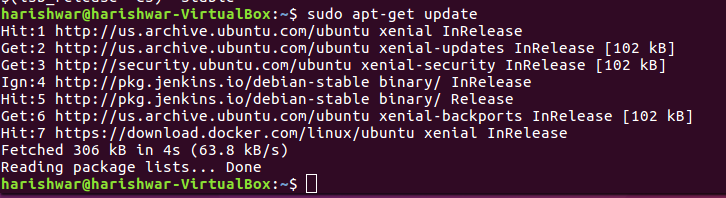 $(lsb_release -cs) stable"
harishwar@harishwar-VirtualBox:~$ sudo apt-get update
Hit:1 http://us.archive.ubuntu.com/ubuntu xenial InRelease
Get:2 http://us.archive.ubuntu.com/ubuntu xenial-updates InRelease [102 kB]
Get:3 http://security.ubuntu.com/ubuntu xenial-security InRelease [102 kB]
Ign:4 http://pkg.jenkins.io/debian-stable binary/ InRelease
Hit:5 http://pkg.jenkins.io/debian-stable binary/ Release
Get:6 http://us.archive.ubuntu.com/ubuntu xenial-backports InRelease [102 kB]
Hit:7 https://download.docker.com/linux/ubuntu xenial InRelease
Fetched 306 kB in 4s (63.8 kB/s)
Reading package lists... Done
harishwar@harishwar-VirtualBox:~$